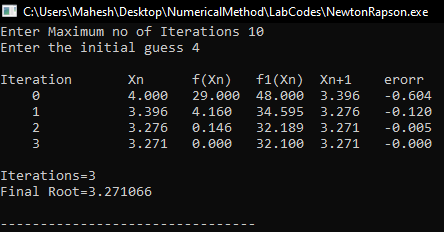 C:\Users\Mahesh\Desktop\NumericalMethod\LabCodes\NewtonRapson.exe
Enter Maximum no of Iterations 10
Enter the initial guess 4
Iteration Xn f(Xn) f1(Xn) Xn+1 erorr
0 4.000 29.000 48.000 3.396 -0.604
1 3.396 4.160 34.595 3.276 -0.120
2 3.276 0.146 32.189 3.271 -0.005
3 3.271 0.000 32.100 3.271 -0.000
Iterations=3
Final Root=3.271066
--------------------------------